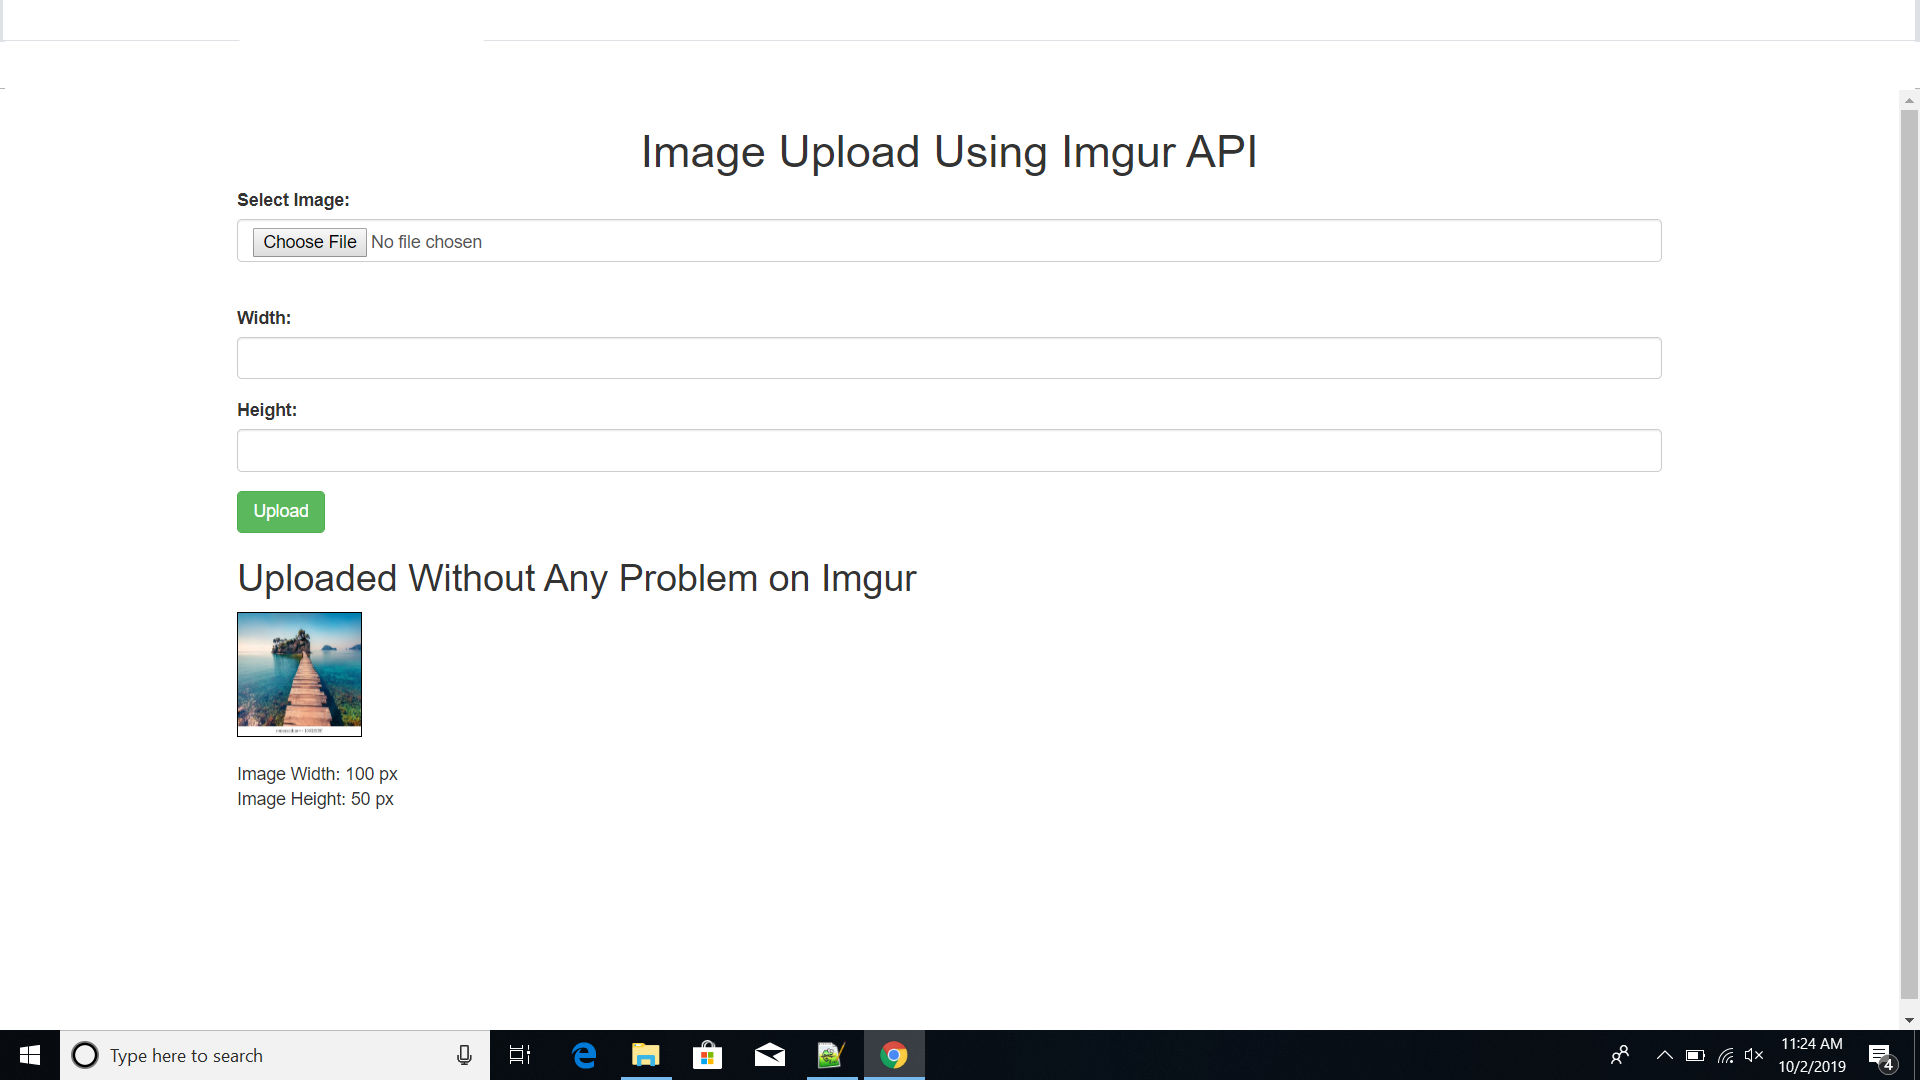 Image Upload Using Imgur API
Select Image:
Choose File No file chosen
Width:
Height:
Upload
Uploaded Without Any Problem on Imgur
Image Width: 100 px
Image Height: 50 px
Type here to search
11:24 AM
10/2/2019
4